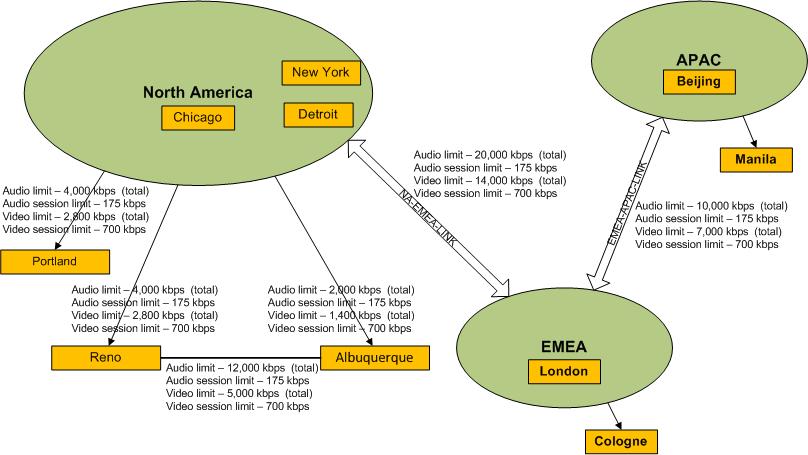 North America
New York
Chicago
Detroit
APAC
Beijing
Manila
Audio limit – 20,000 kbps (total)
Audio session limit – 175 kbps
Video limit – 14,000 kbps (total)
Video session limit – 700 kbps
NA-EMEA-LINK
EMEA-APAC-LINK
Audio limit – 10,000 kbps (total)
Audio session limit – 175 kbps
Video limit – 7,000 kbps (total)
Video session limit – 700 kbps
Audio limit – 4,000 kbps (total)
Audio session limit – 175 kbps
Video limit – 2,800 kbps (total)
Video session limit – 700 kbps
Portland
Audio limit – 4,000 kbps (total)
Audio session limit – 175 kbps
Video limit – 2,800 kbps (total)
Video session limit – 700 kbps
Audio limit – 2,000 kbps (total)
Audio session limit – 175 kbps
Video limit – 1,400 kbps (total)
Video session limit – 700 kbps
Reno
Albuquerque
Audio limit – 12,000 kbps (total)
Audio session limit – 175 kbps
Video limit – 5,000 kbps (total)
Video session limit – 700 kbps
EMEA
London
Cologne